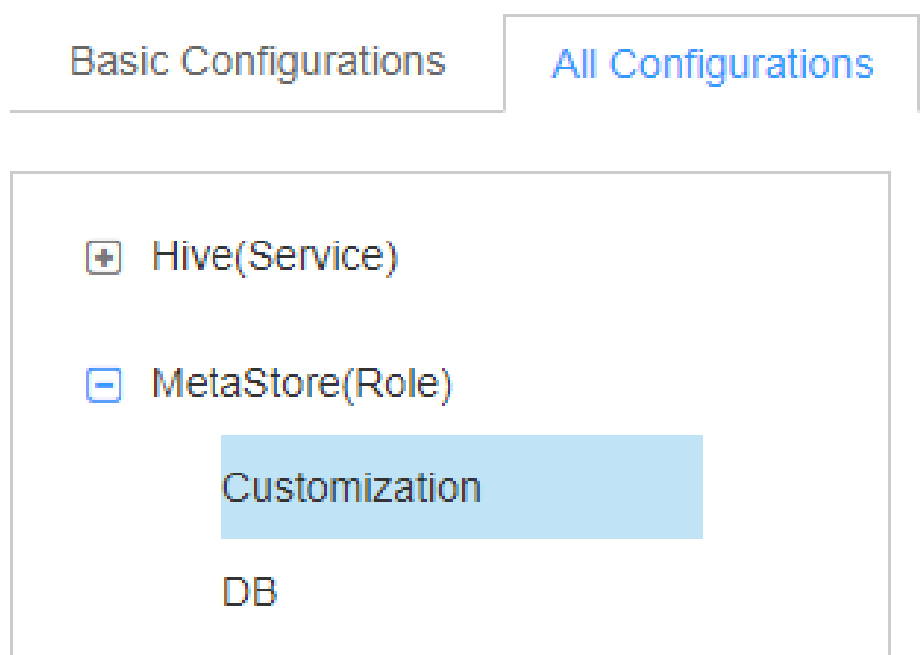 Basic Configurations All Configurations
Hive(Service)
MetaStore(Role)
Customization
DB